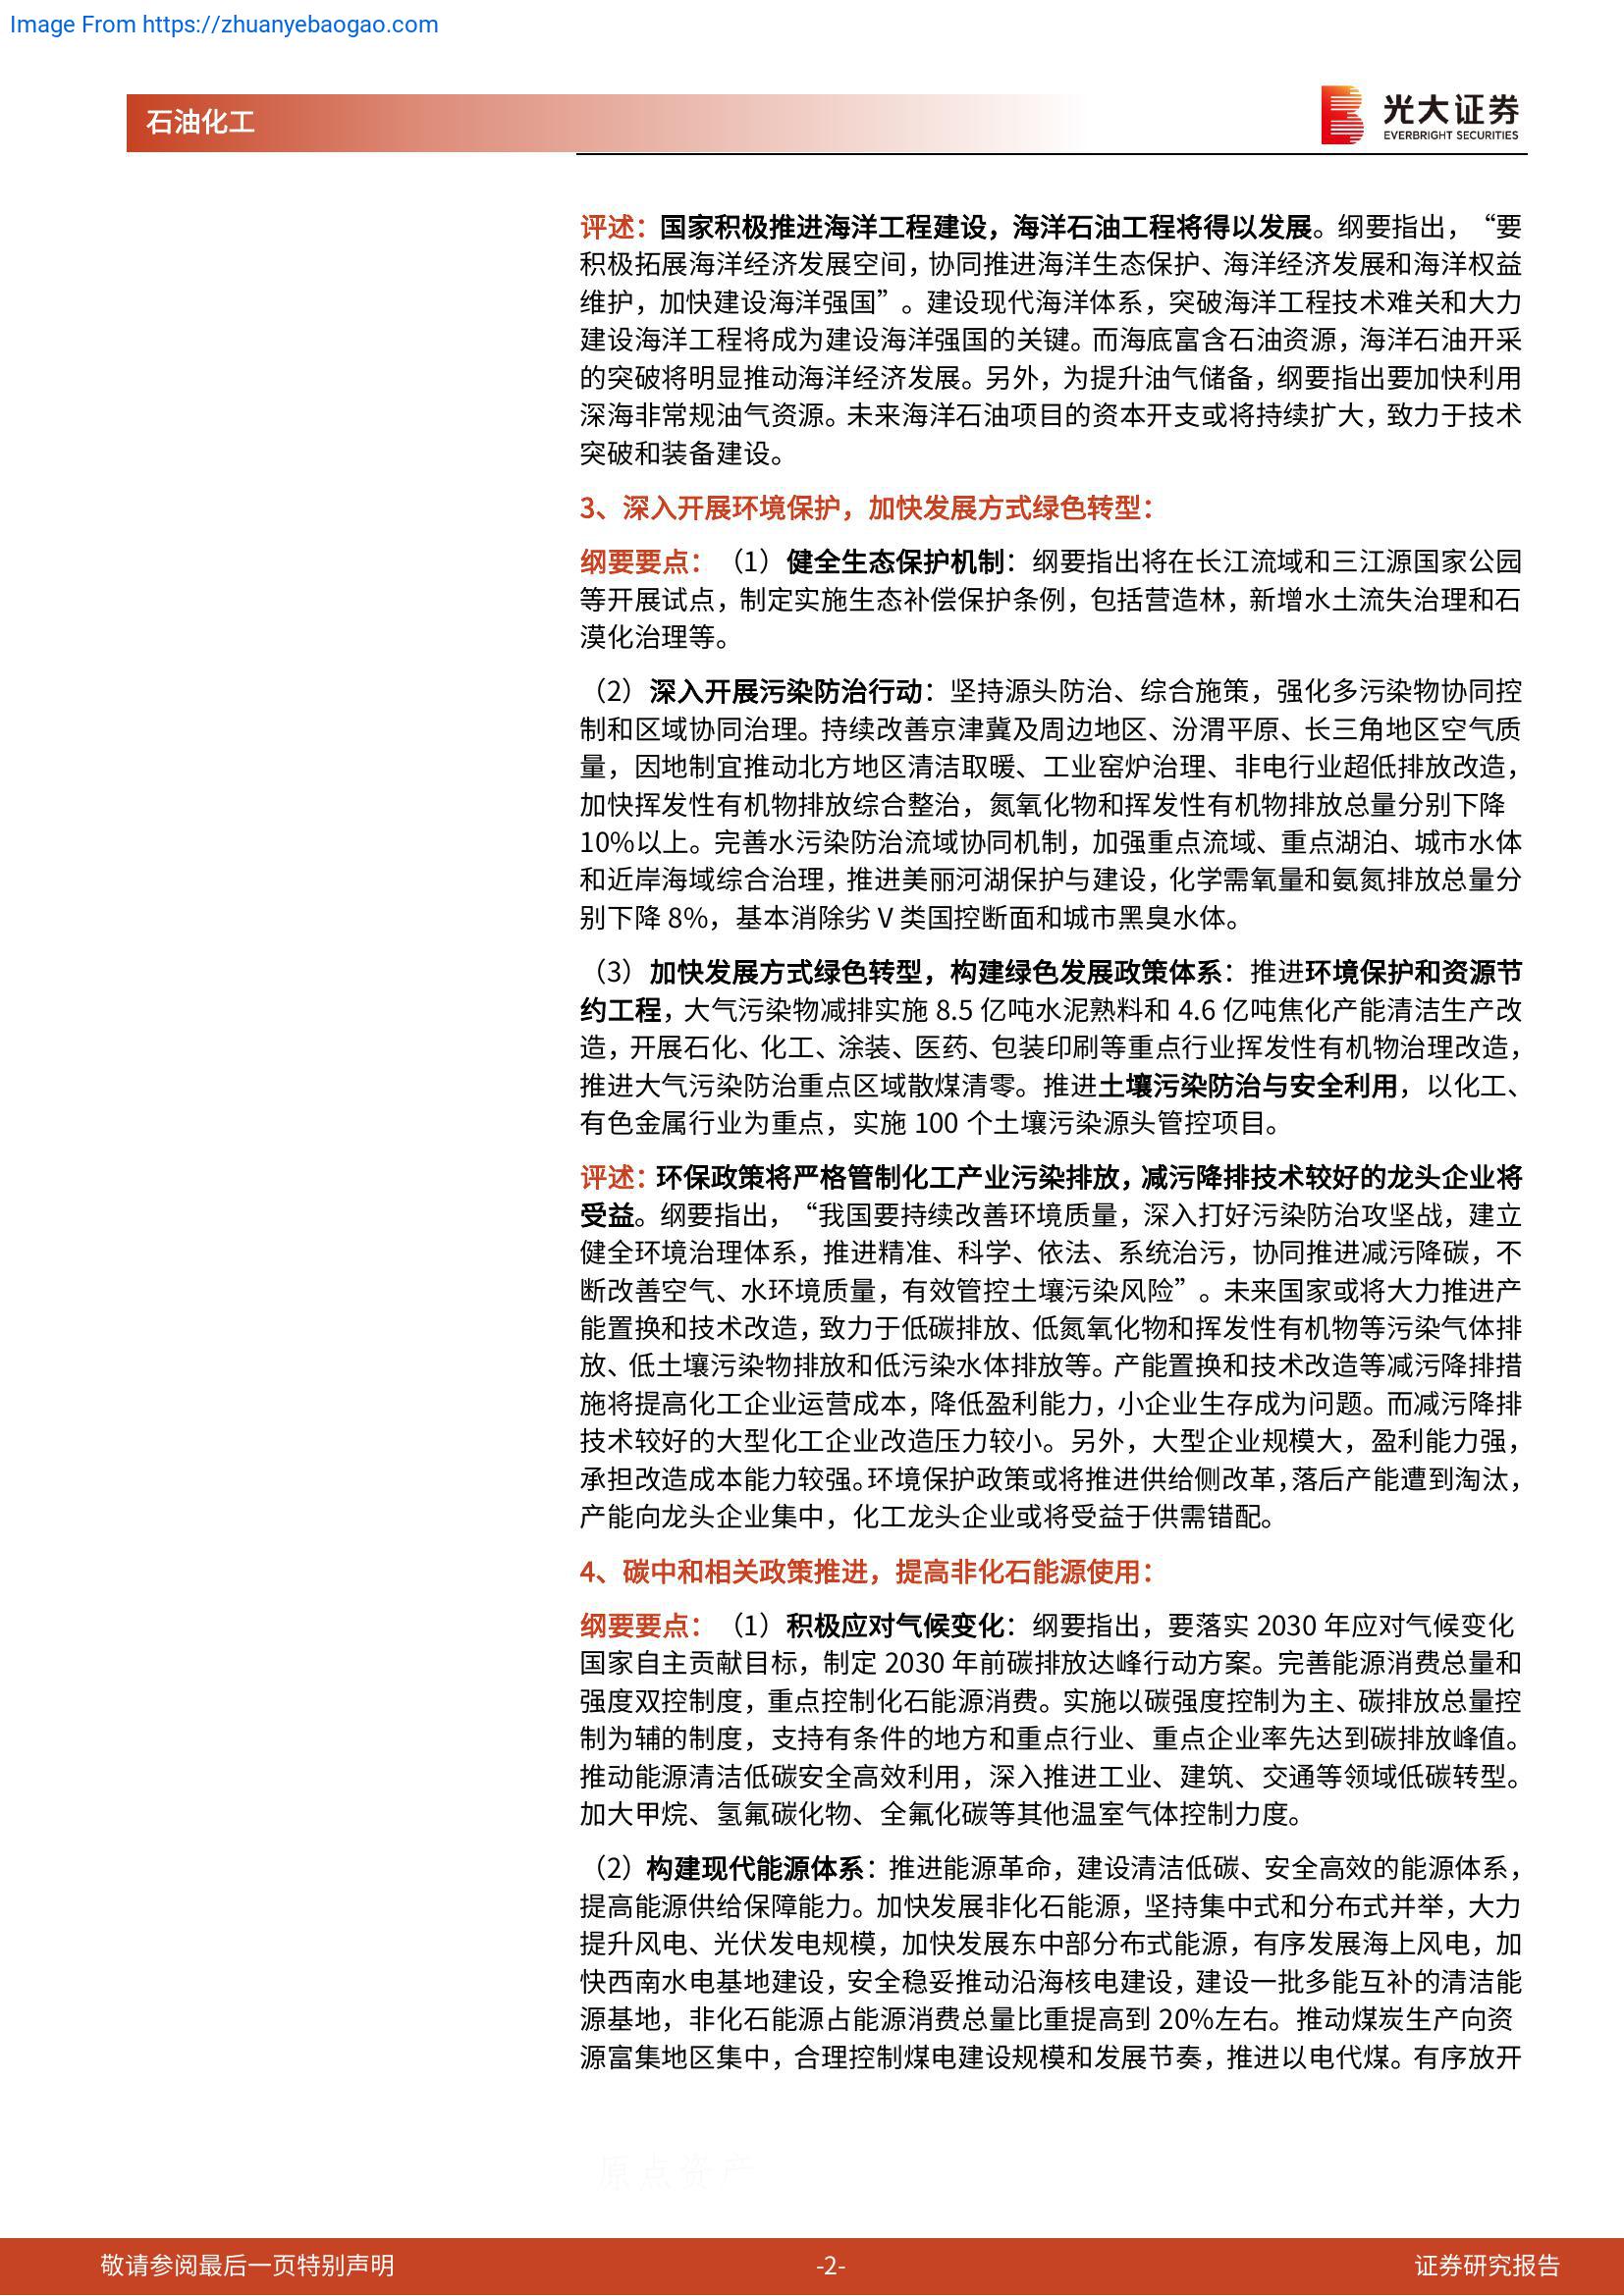 Image From https://zhuanyebaogao.com
石油化工
光大证券
EVERBRIGHT SECURITIES
评述：国家积极推进海洋工程建设，海洋石油工程将得以发展。纲要指出，“要
积极拓展海洋经济发展空间，协同推进海洋生态保护、海洋经济发展和海洋权益
维护，加快建设海洋强国”。建设现代海洋体系，突破海洋工程技术难关和大力
建设海洋工程将成为建设海洋强国的关键。而海底富含石油资源，海洋石油开采
的突破将明显推动海洋经济发展。另外，为提升油气储备，纲要指出要加快利用
深海非常规油气资源。未来海洋石油项目的资本开支或将持续扩大，致力于技术
突破和装备建设。
3、深入开展环境保护，加快发展方式绿色转型：
纲要要点：（1）健全生态保护机制：纲要指出将在长江流域和三江源国家公园
等开展试点，制定实施生态补偿保护条例，包括营造林，新增水土流失治理和石
漠化治理等。
（2）深入开展污染防治行动：坚持源头防治、综合施策，强化多污染物协同控
制和区域协同治理。持续改善京津冀及周边地区、汾渭平原、长三角地区空气质
量，因地制宜推动北方地区清洁取暖、工业窑炉治理、非电行业超低排放改造，
加快挥发性有机物排放综合整治，氮氧化物和挥发性有机物排放总量分别下降
10%以上。完善水污染防治流域协同机制，加强重点流域、重点湖泊、城市水体
和近岸海域综合治理，推进美丽河湖保护与建设，化学需氧量和氨氮排放总量分
别下降 8%，基本消除劣 V 类国控断面和城市黑臭水体。
（3）加快发展方式绿色转型，构建绿色发展政策体系：推进环境保护和资源节
约工程，大气污染物减排实施 8.5 亿吨水泥熟料和 4.6 亿吨焦化产能清洁生产改
造，开展石化、化工、涂装、医药、包装印刷等重点行业挥发性有机物治理改造，
推进大气污染防治重点区域散煤清零。推进土壤污染防治与安全利用，以化工、
有色金属行业为重点，实施 100 个土壤污染源头管控项目。
评述：环保政策将严格管制化工产业污染排放，减污降排技术较好的龙头企业将
受益。纲要指出，“我国要持续改善环境质量，深入打好污染防治攻坚战，建立
健全环境治理体系，推进精准、科学、依法、系统治污，协同推进减污降碳，不
断改善空气、水环境质量，有效管控土壤污染风险”。未来国家或将大力推进产
能置换和技术改造，致力于低碳排放、低氮氧化物和挥发性有机物等污染气体排
放、低土壤污染物排放和低污染水体排放等。产能置换和技术改造等减污降排措
施将提高化工企业运营成本，降低盈利能力，小企业生存成为问题。而减污降排
技术较好的大型化工企业改造压力较小。另外，大型企业规模大，盈利能力强，
承担改造成本能力较强。环境保护政策或将推进供给侧改革，落后产能遭到淘汰，
产能向龙头企业集中，化工龙头企业或将受益于供需错配。
4、碳中和相关政策推进，提高非化石能源使用：
纲要要点：（1）积极应对气候变化：纲要指出，要落实 2030 年应对气候变化
国家自主贡献目标，制定 2030 年前碳排放达峰行动方案。完善能源消费总量和
强度双控制度，重点控制化石能源消费。实施以碳强度控制为主、碳排放总量控
制为辅的制度，支持有条件的地方和重点行业、重点企业率先达到碳排放峰值。
推动能源清洁低碳安全高效利用，深入推进工业、建筑、交通等领域低碳转型。
加大甲烷、氢氟碳化物、全氟化碳等其他温室气体控制力度。
（2）构建现代能源体系：推进能源革命，建设清洁低碳、安全高效的能源体系，
提高能源供给保障能力。加快发展非化石能源，坚持集中式和分布式并举，大力
提升风电、光伏发电规模，加快发展东中部分布式能源，有序发展海上风电，加
快西南水电基地建设，安全稳妥推动沿海核电建设，建设一批多能互补的清洁能
源基地，非化石能源占能源消费总量比重提高到 20%左右。推动煤炭生产向资
源富集地区集中，合理控制煤电建设规模和发展节奏，推进以电代煤。有序放开
原点资产
敬请参阅最后一页特别声明
-2-
证券研究报告